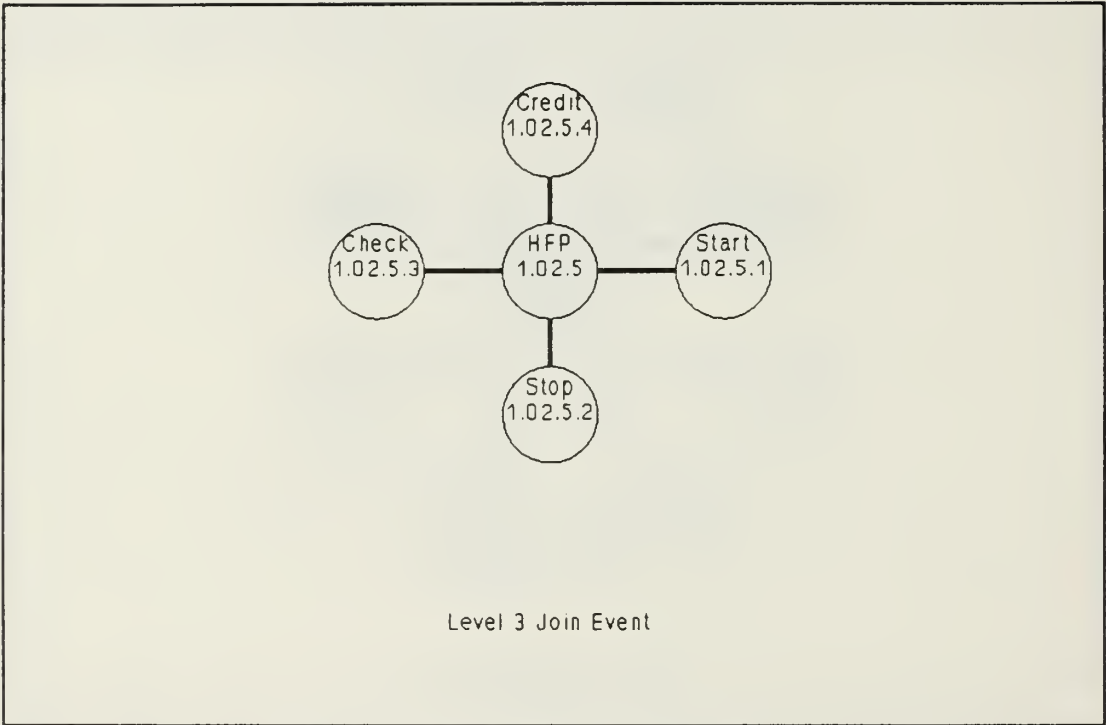 Credit
1.02.5.4
Check
1.02.5.3
HFP
1.02.5
Start
1.02.5.1
Stop
1.02.5.2
Level 3 Join Event